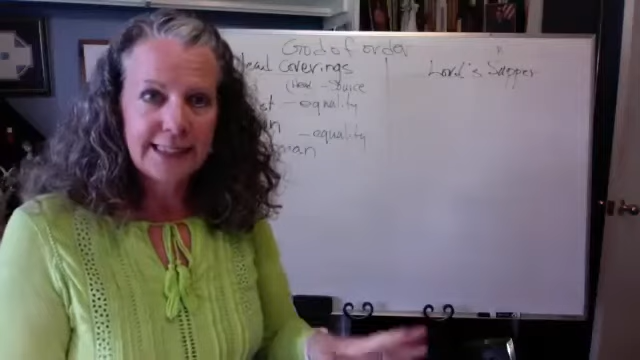 God of order
Head Coverings
Lord's Supper
(Head - Source
- equality
- equality